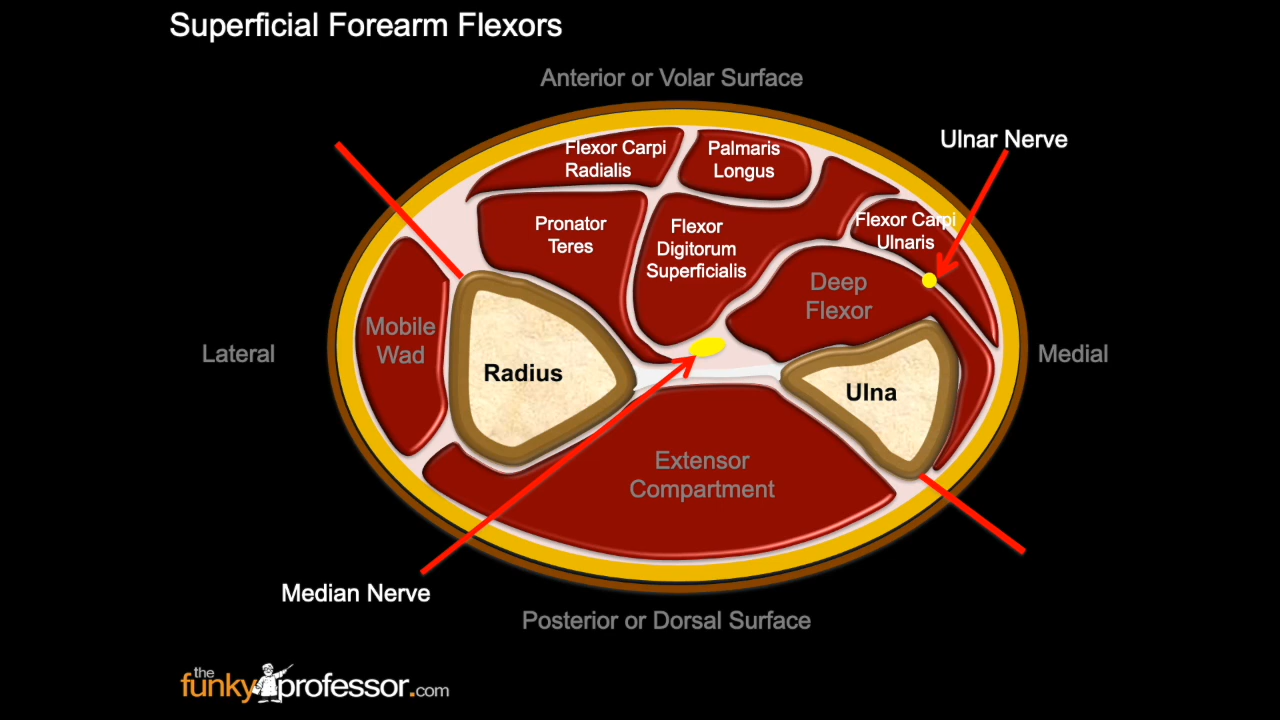 Superficial Forearm Flexors
Anterior or Volar Surface
Ulnar Nerve
Flexor Carpi
Radialis
Palmaris
Longus
Pronator
Teres
Flexor
Digitorum
Superficialis
Flexor Carpi
Ulnaris
Deep
Flexor
Mobile
Wad
Lateral
Medial
Radius
Ulna
Extensor
Compartment
Median Nerve
Posterior or Dorsal Surface
the
funkyprofessor.com